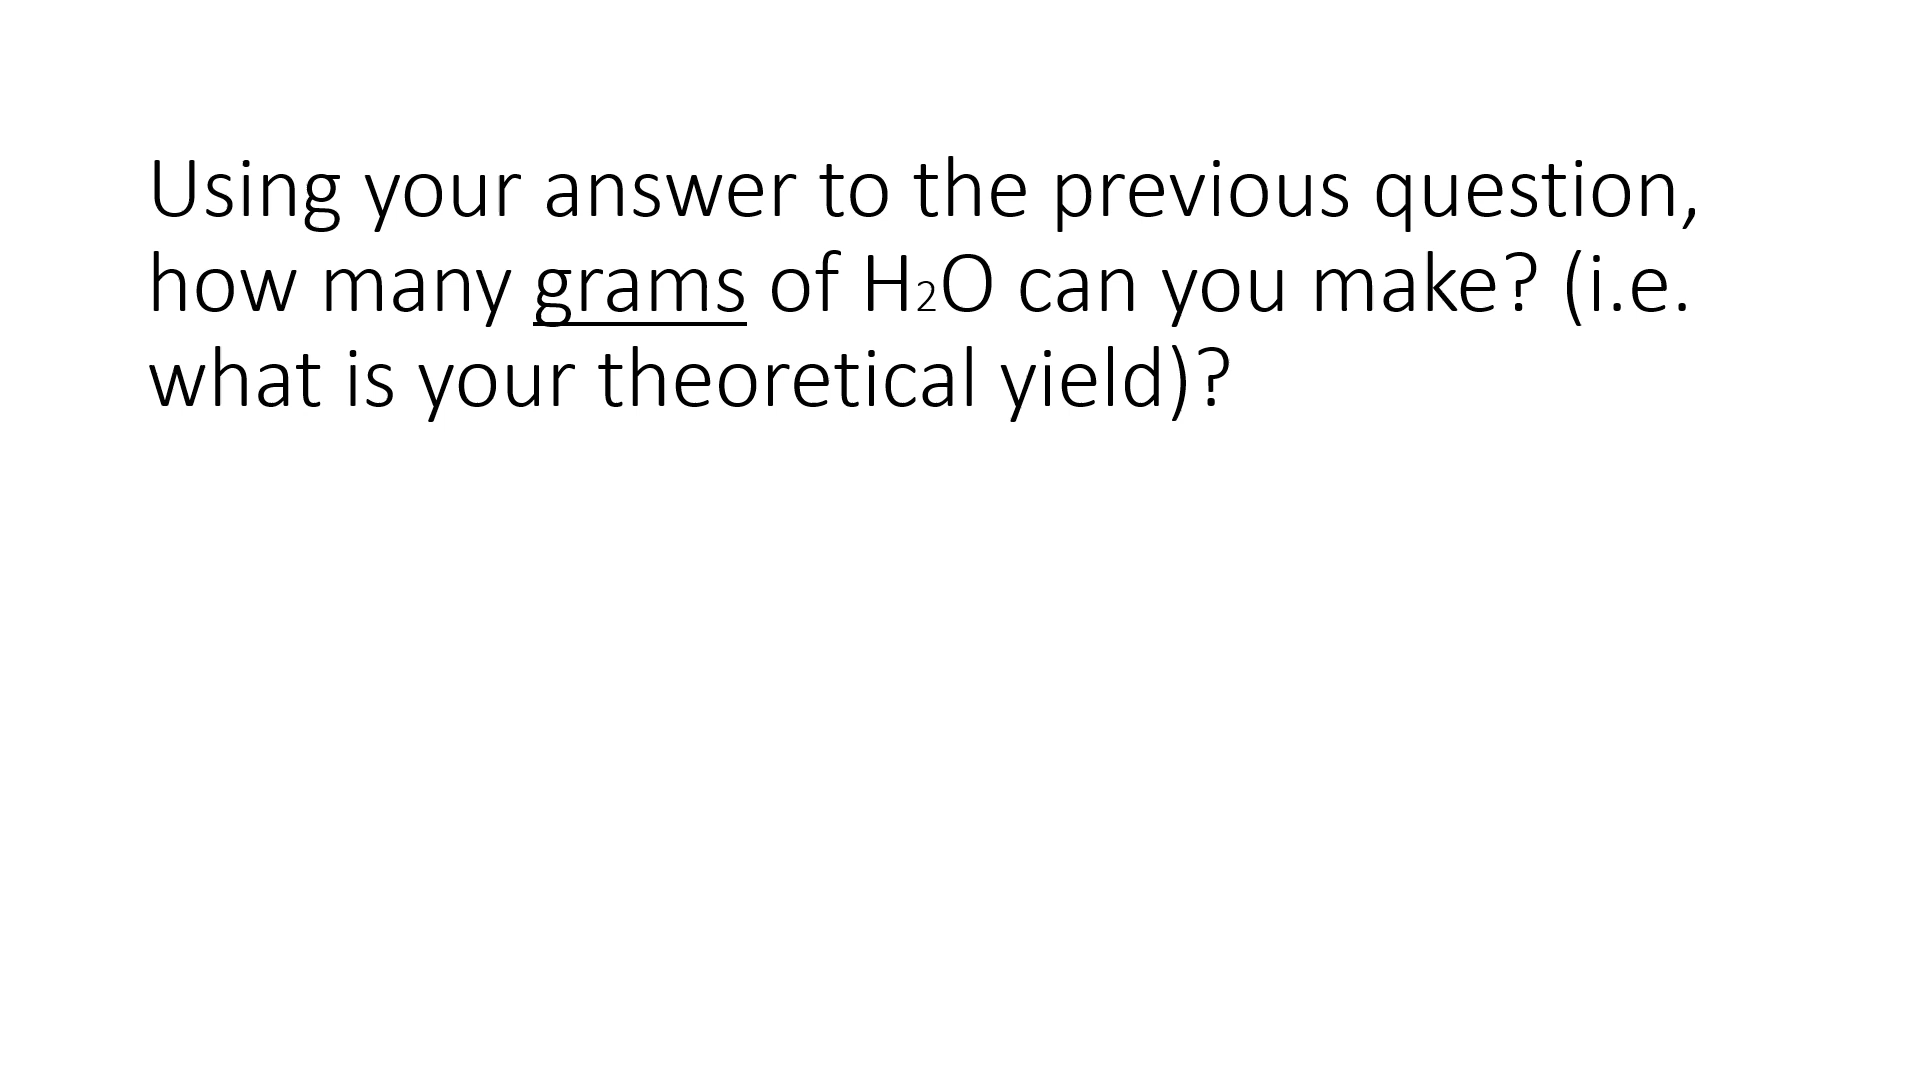 Using your answer to the previous question,
how many grams of H₂O can you make? (i.e.
what is your theoretical yield)?